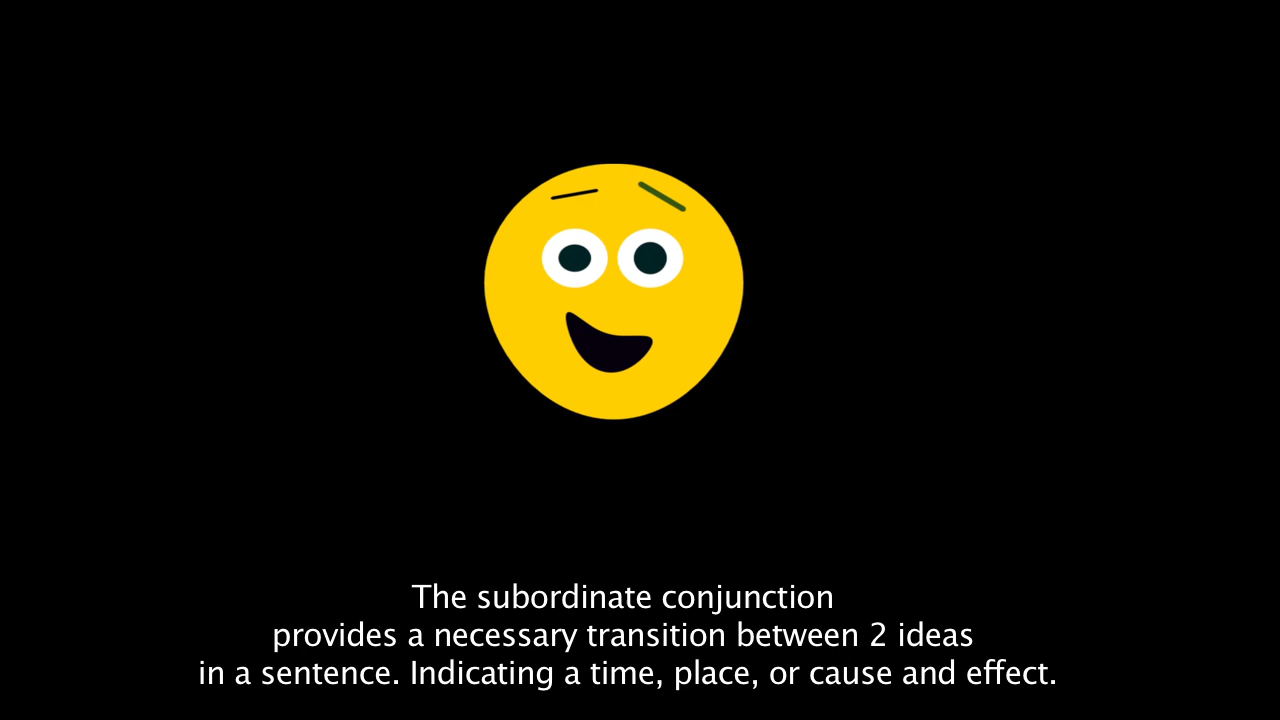 The subordinate conjunction
provides a necessary transition between 2 ideas
in a sentence. Indicating a time, place, or cause and effect.